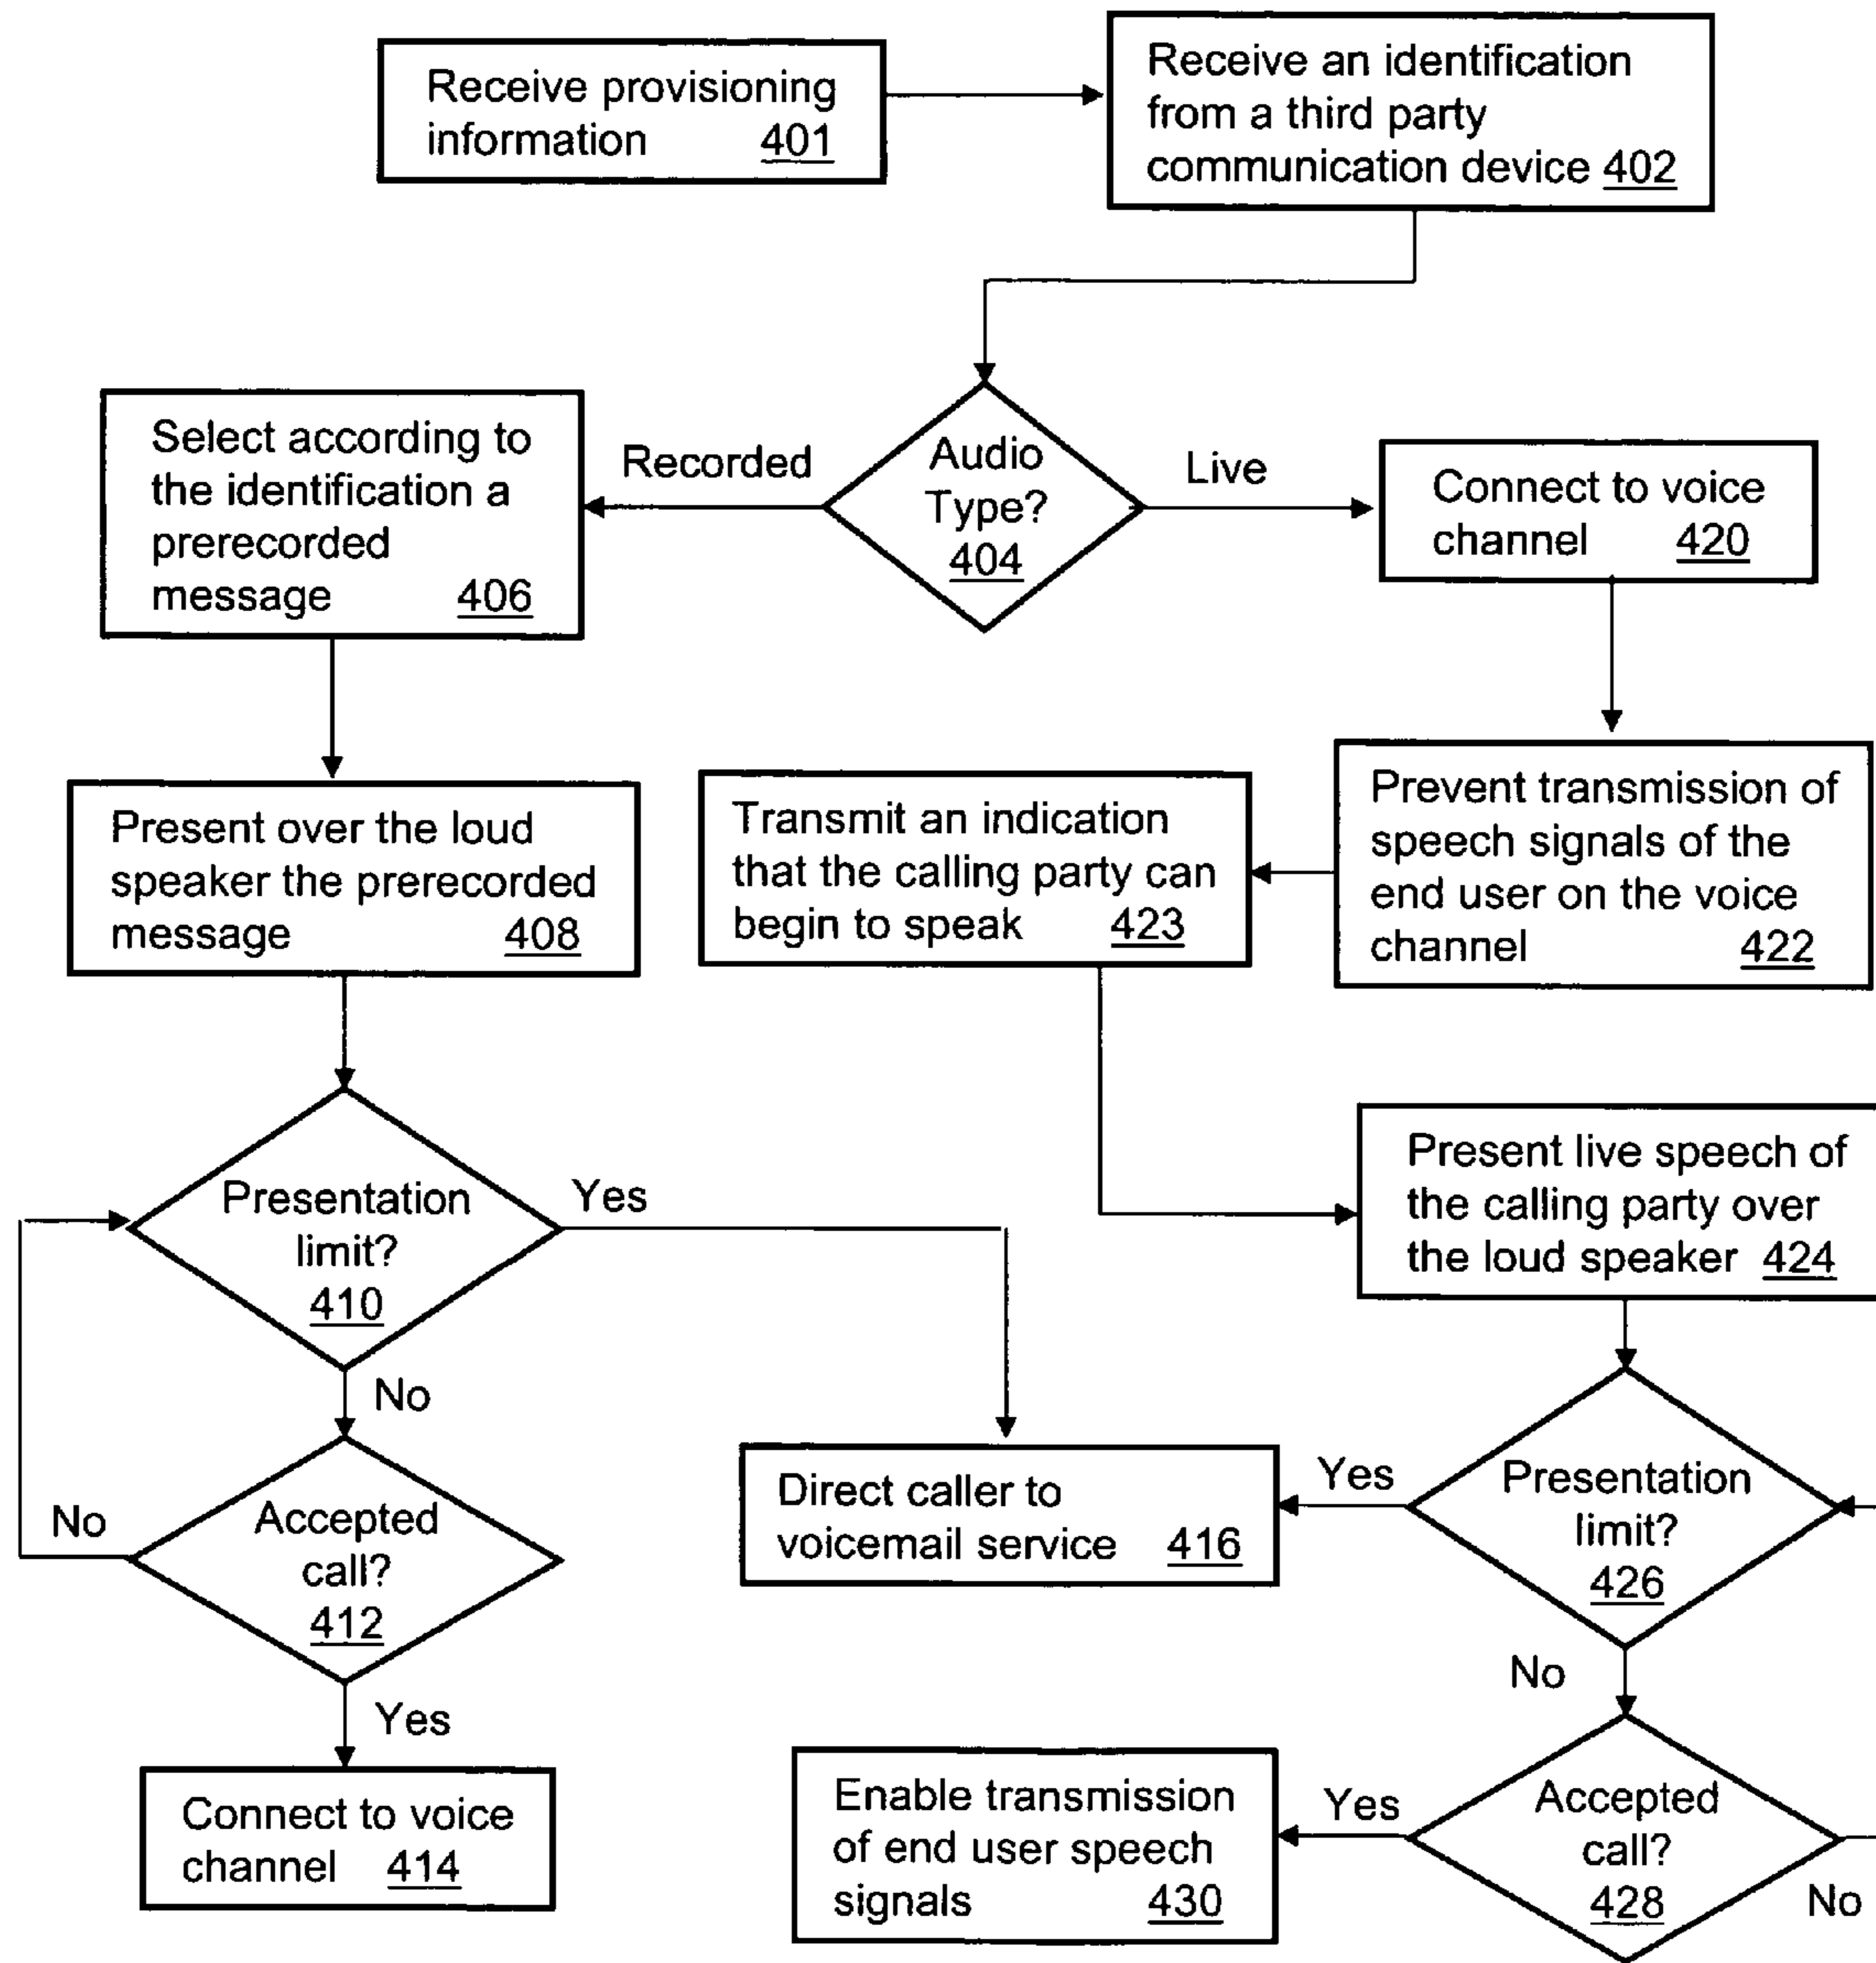 Receive provisioning
information 401
Receive an identification
from a third party
communication device 402
Audio
Type?
404
Recorded
Live
Select according to
the identification a
prerecorded
message 406
Connect to voice
channel 420
Present over the loud
speaker the prerecorded
message 408
Transmit an indication
that the calling party can
begin to speak 423
Prevent transmission of
speech signals of the
end user on the voice
channel 422
Presentation
limit?
410
Yes
No
Present live speech of
the calling party over
the loud speaker 424
Accepted
call?
412
No
Yes
Direct caller to
voicemail service 416
Yes
Presentation
limit?
426
No
Connect to voice
channel 414
Enable transmission
of end user speech
signals 430
Yes
Accepted
call?
428
No